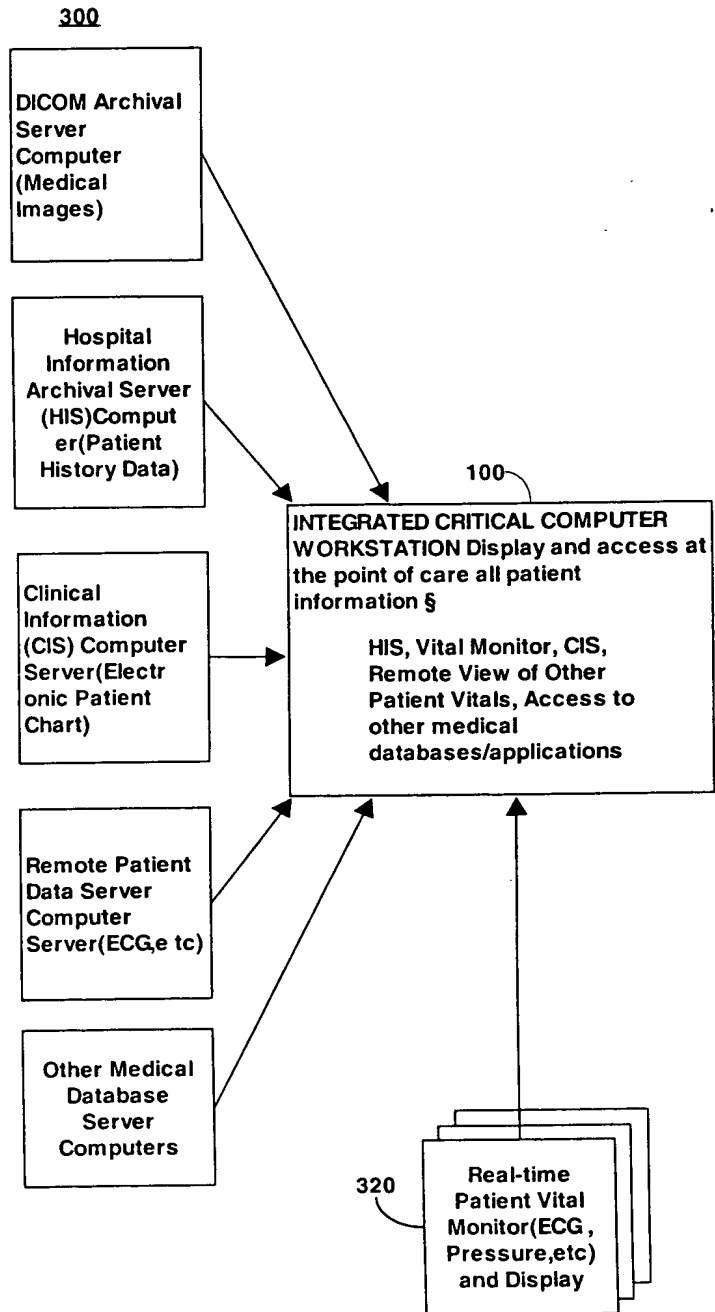 300
DICOM Archival
Server
Computer
(Medical
Images)
Hospital
Information
Archival Server
(HIS)Comput
er(Patient
History Data)
100
INTEGRATED CRITICAL COMPUTER
WORKSTATION Display and access at
the point of care all patient
information §
HIS, Vital Monitor, CIS,
Remote View of Other
Patient Vitals, Access to
other medical
databases/applications
Clinical
Information
(CIS) Computer
Server(Electr
onic Patient
Chart)
Remote Patient
Data Server
Computer
Server(ECG,e tc)
Other Medical
Database
Server
Computers
320
Real-time
Patient Vital
Monitor(ECG ,
Pressure,etc)
and Display